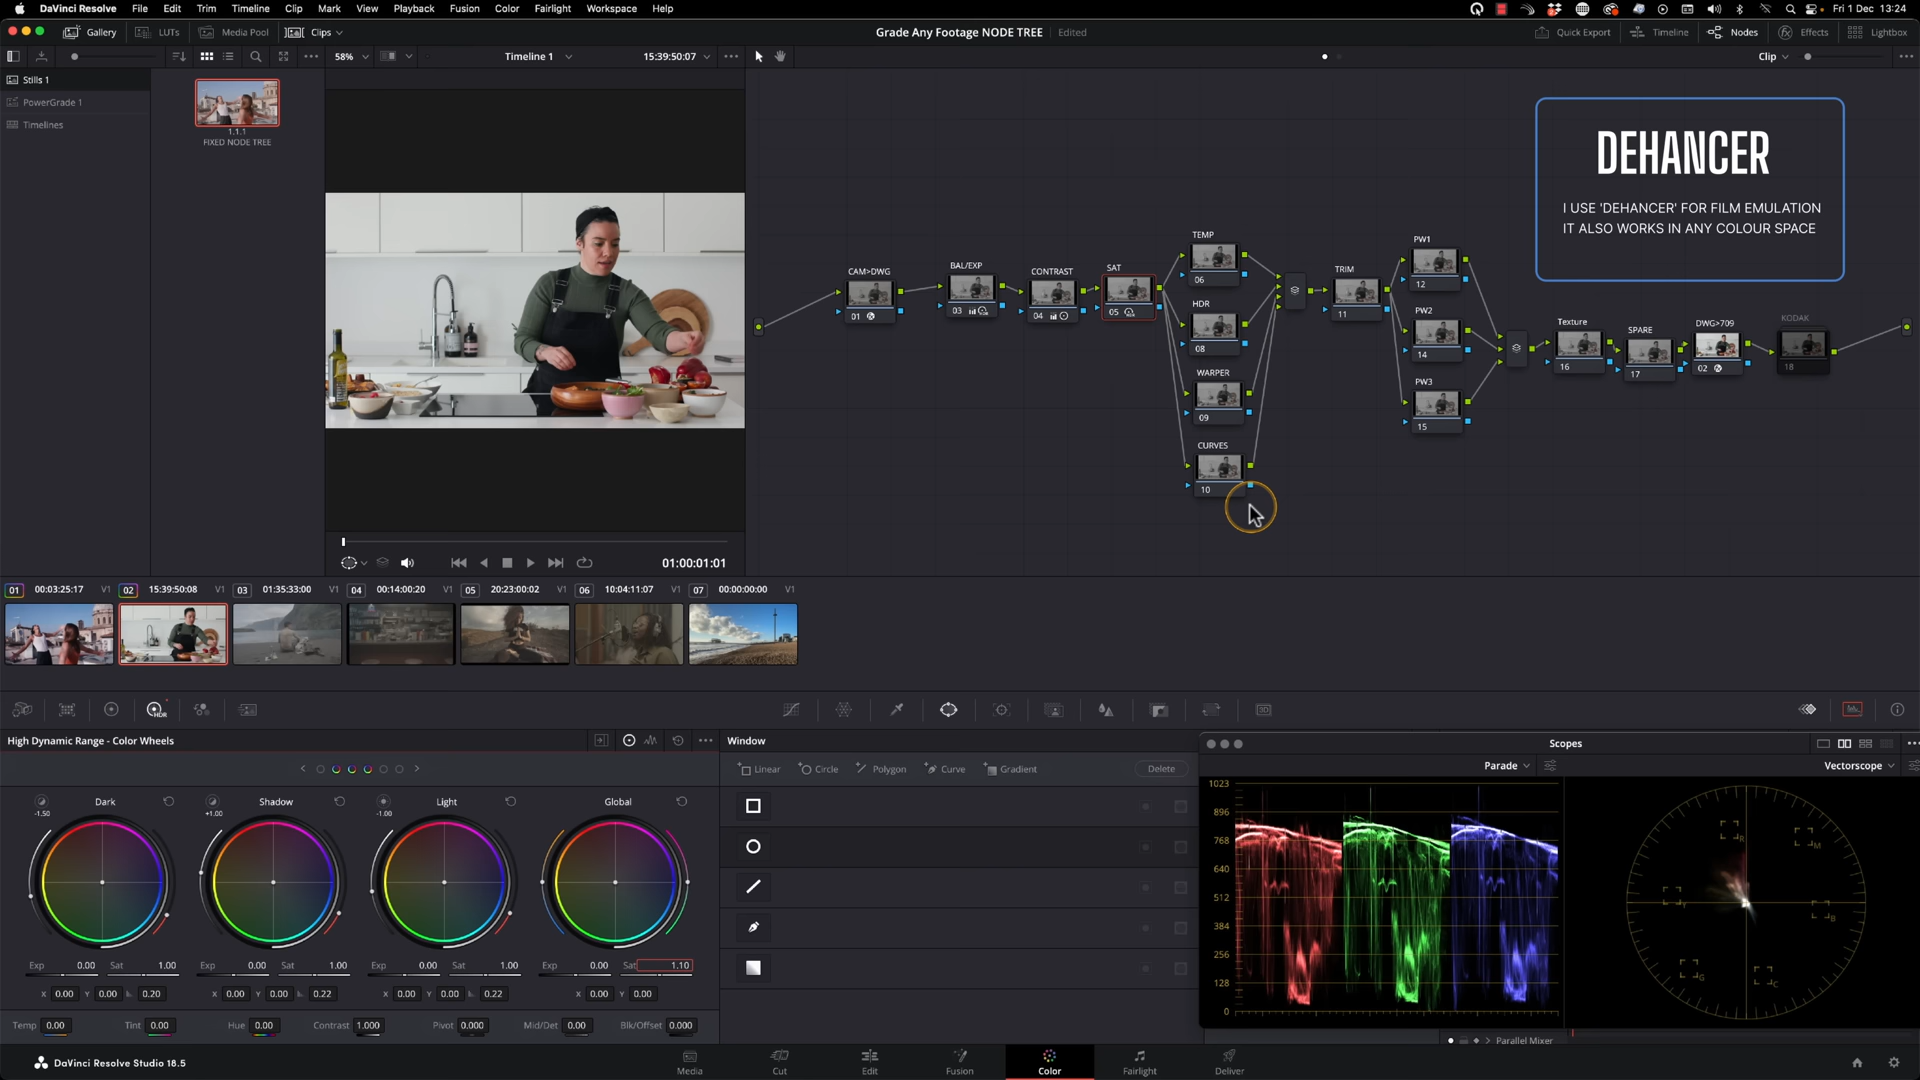 DaVinci Resolve File Edit Trim Timeline Clip Mark View Playback Fusion Color Fairlight Workspace Help
Fri 1 Dec 13:24
Gallery LUTs Media Pool Clips
Grade Any Footage NODE TREE Edited
Quick Export Timeline Nodes Effects Lightbox
58% Timeline 1 15:39:50:07 Clip
Stills 1
PowerGrade 1
Timelines
1.1.1
FIXED NODE TREE
DEHANCER
I USE 'DEHANCER' FOR FILM EMULATION
IT ALSO WORKS IN ANY COLOUR SPACE
CAM>DWG
01
BAL/EXP
03
CONTRAST
04
SAT
05
TEMP
06
HDR
08
WARPER
09
CURVES
10
TRIM
11
PW1
12
PW2
14
PW3
15
Texture
16
SPARE
17
DWG>709
02
KODAK
18
01:00:01:01
01 00:03:25:17 V1 02 15:39:50:08 V1 03 01:35:33:00 V1 04 00:14:00:20 V1 05 20:23:00:02 V1 06 10:04:11:07 V1 07 00:00:00:00 V1
HDR
3D
High Dynamic Range - Color Wheels
Dark Shadow Light Global
-1.50 +1.00 -1.00
Exp 0.00 Sat 1.00 Exp 0.00 Sat 1.00 Exp 0.00 Sat 1.00 Exp 0.00 Sat 1.10
X 0.00 Y 0.00 0.20 X 0.00 Y 0.00 0.22 X 0.00 Y 0.00 0.22 X 0.00 Y 0.00
Temp 0.00 Tint 0.00 Hue 0.00 Contrast 1.000 Pivot 0.000 Mid/Det 0.00 Blk/Offset 0.000
Window
Linear Circle Polygon Curve Gradient Delete
Scopes
Parade Vectorscope
1023
896
768
640
512
384
256
128
0
R
M
Y
B
G
C
Parallel Mixer
DaVinci Resolve Studio 18.5
Media Cut Edit Fusion Color Fairlight Deliver